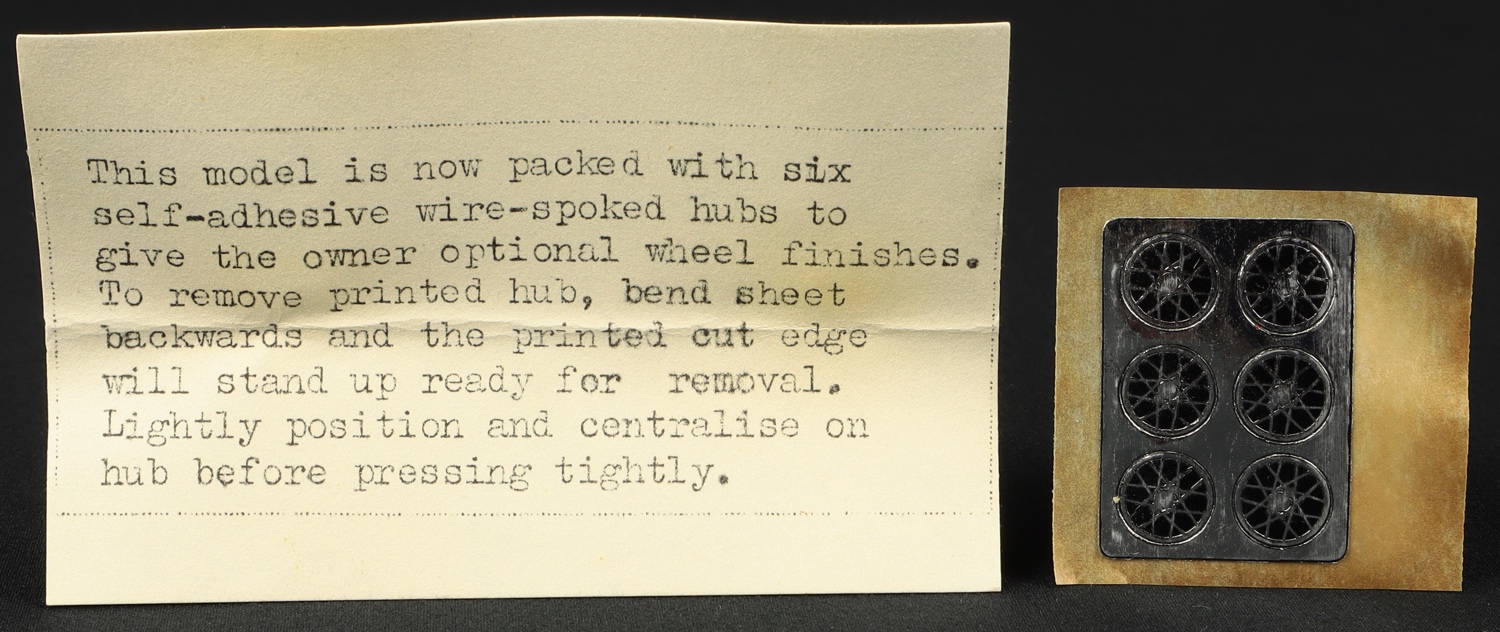 This model is now packed with six
self-adhesive wire-spoked hubs to
give the owner optional wheel finishes.
To remove printed hub, bend sheet
backwards and the printed cut edge
will stand up ready for removal.
Lightly position and centralise on
hub before pressing tightly.